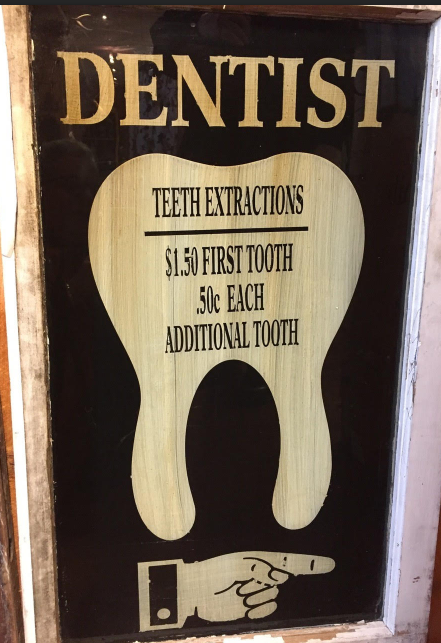 DENTIST
TEETH EXTRACTIONS
$1.50 FIRST TOOTH
.50c EACH
ADDITIONAL TOOTH